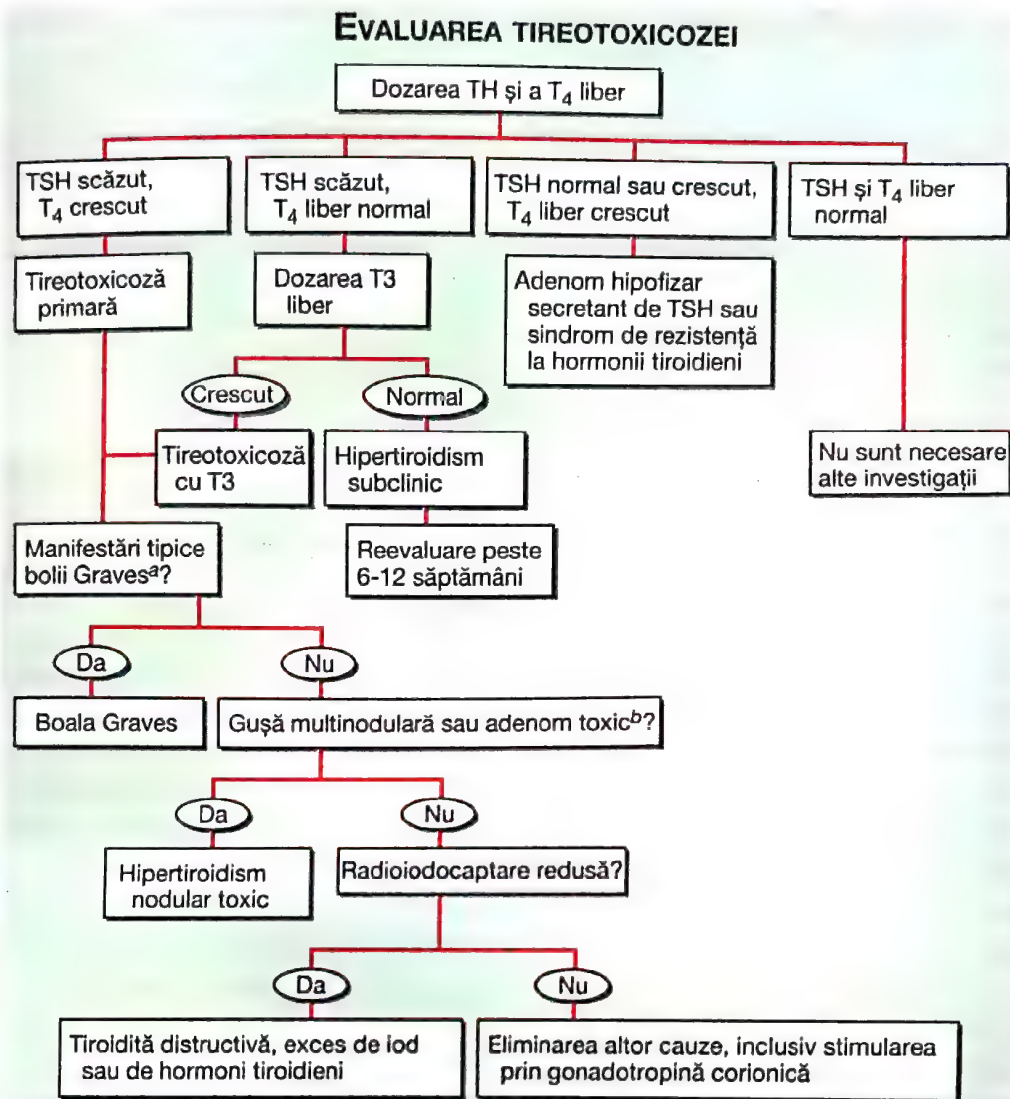 EVALUAREA TIREOTOXICOZEI
Dozarea TH și a T4 liber
TSH scăzut,
T4 crescut
TSH scăzut,
T4 liber normal
TSH normal sau crescut,
T4 liber crescut
TSH și T4 liber
normal
Tireotoxicoză
primară
Dozarea T3
liber
Adenom hipofizar
secretant de TSH sau
sindrom de rezistență
la hormonii tiroidieni
Crescut
Normal
Tireotoxicoză
cu T3
Hipertiroidism
subclinic
Nu sunt necesare
alte investigații
Manifestări tipice
bolii Gravesa?
Reevaluare peste
6-12 săptămâni
Da
Nu
Boala Graves
Gușă multinodulară sau adenom toxicb?
Da
Nu
Hipertiroidism
nodular toxic
Radioiodocaptare redusă?
Da
Nu
Tiroidită distructivă, exces de iod
sau de hormoni tiroidieni
Eliminarea altor cauze, inclusiv stimularea
prin gonadotropină corionică